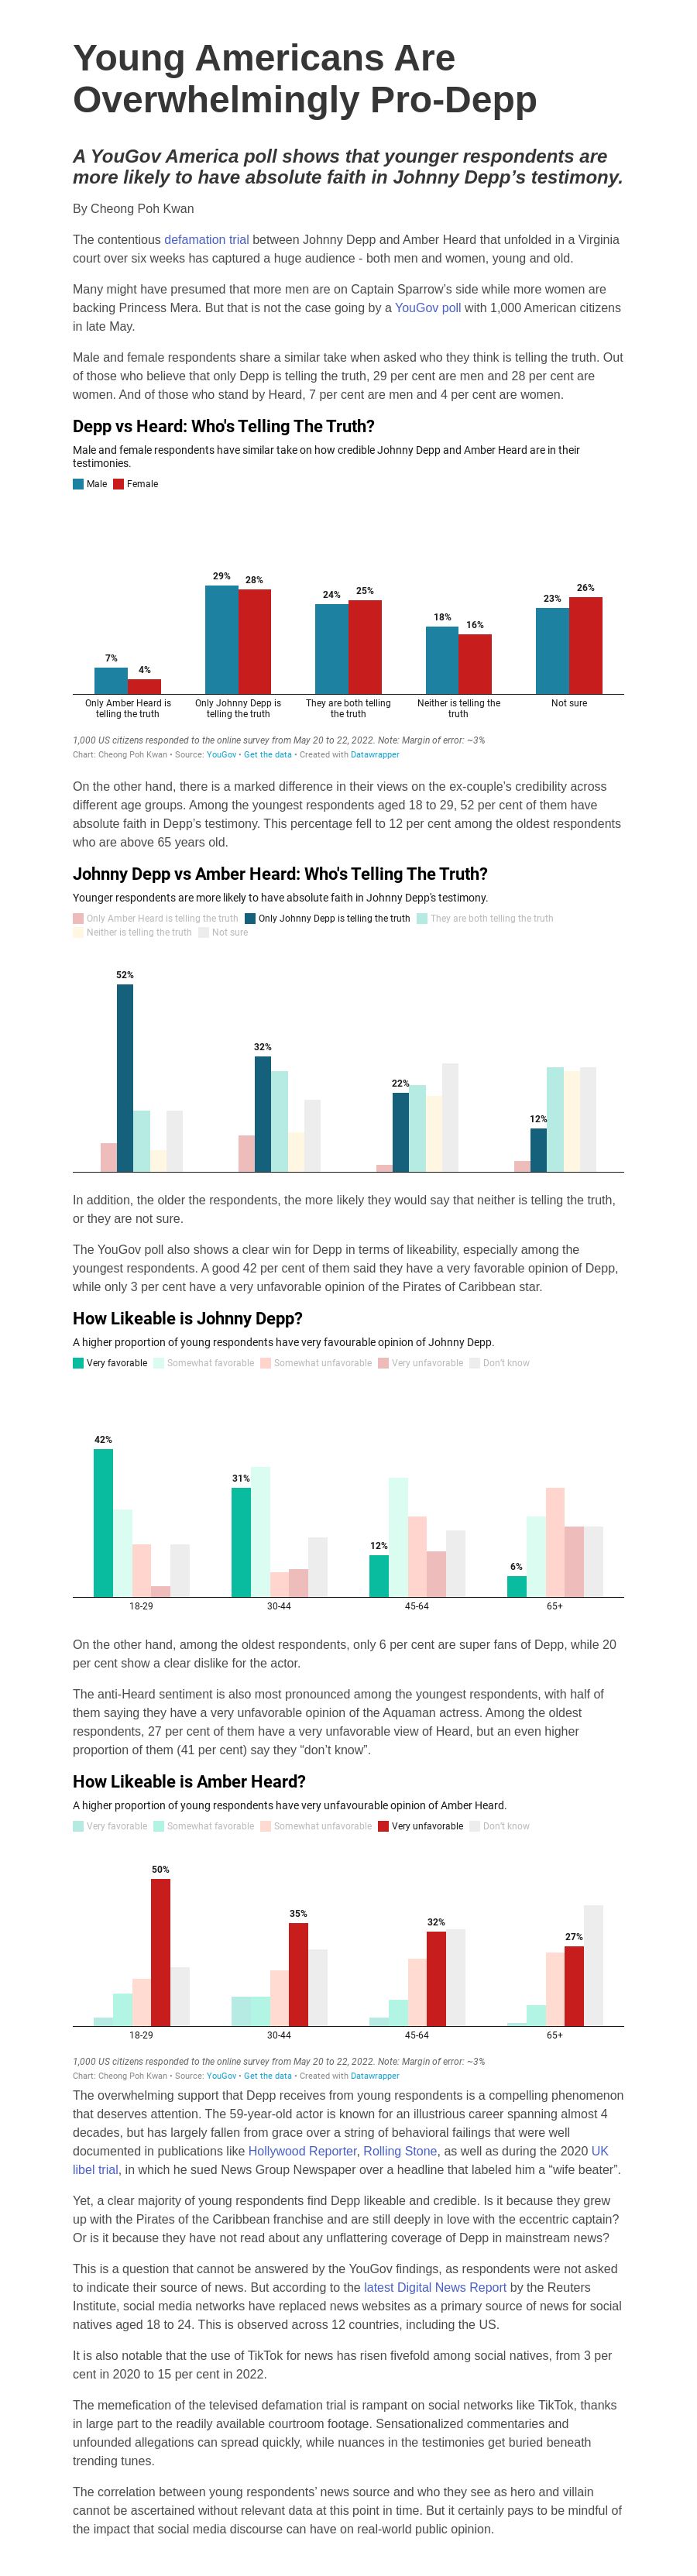 Young Americans Are
Overwhelmingly Pro-Depp
A YouGov America poll shows that younger respondents are
more likely to have absolute faith in Johnny Depp’s testimony.
By Cheong Poh Kwan
The contentious defamation trial between Johnny Depp and Amber Heard that unfolded in a Virginia
court over six weeks has captured a huge audience - both men and women, young and old.
Many might have presumed that more men are on Captain Sparrow’s side while more women are
backing Princess Mera. But that is not the case going by a YouGov poll with 1,000 American citizens
in late May.
Male and female respondents share a similar take when asked who they think is telling the truth. Out
of those who believe that only Depp is telling the truth, 29 per cent are men and 28 per cent are
women. And of those who stand by Heard, 7 per cent are men and 4 per cent are women.
Depp vs Heard: Who's Telling The Truth?
Male and female respondents have similar take on how credible Johnny Depp and Amber Heard are in their
testimonies.
Male Female
29% 28% 24% 25% 23% 26%
18% 16%
7% 4%
Only Amber Heard is Only Johnny Depp is They are both telling Neither is telling the Not sure
telling the truth telling the truth the truth truth
1,000 US citizens responded to the online survey from May 20 to 22, 2022. Note: Margin of error: ~3%
Chart: Cheong Poh Kwan • Source: YouGov • Get the data • Created with Datawrapper
On the other hand, there is a marked difference in their views on the ex-couple’s credibility across
different age groups. Among the youngest respondents aged 18 to 29, 52 per cent of them have
absolute faith in Depp’s testimony. This percentage fell to 12 per cent among the oldest respondents
who are above 65 years old.
Johnny Depp vs Amber Heard: Who's Telling The Truth?
Younger respondents are more likely to have absolute faith in Johnny Depp's testimony.
Only Amber Heard is telling the truth Only Johnny Depp is telling the truth They are both telling the truth
Neither is telling the truth Not sure
52%
32%
22%
12%
In addition, the older the respondents, the more likely they would say that neither is telling the truth,
or they are not sure.
The YouGov poll also shows a clear win for Depp in terms of likeability, especially among the
youngest respondents. A good 42 per cent of them said they have a very favorable opinion of Depp,
while only 3 per cent have a very unfavorable opinion of the Pirates of Caribbean star.
How Likeable is Johnny Depp?
A higher proportion of young respondents have very favourable opinion of Johnny Depp.
Very favorable Somewhat favorable Somewhat unfavorable Very unfavorable Don't know
42%
31%
12%
6%
18-29 30-44 45-64 65+
On the other hand, among the oldest respondents, only 6 per cent are super fans of Depp, while 20
per cent show a clear dislike for the actor.
The anti-Heard sentiment is also most pronounced among the youngest respondents, with half of
them saying they have a very unfavorable opinion of the Aquaman actress. Among the oldest
respondents, 27 per cent of them have a very unfavorable view of Heard, but an even higher
proportion of them (41 per cent) say they “don’t know”.
How Likeable is Amber Heard?
A higher proportion of young respondents have very unfavourable opinion of Amber Heard.
Very favorable Somewhat favorable Somewhat unfavorable Very unfavorable Don't know
50%
35%
32%
27%
18-29 30-44 45-64 65+
1,000 US citizens responded to the online survey from May 20 to 22, 2022. Note: Margin of error: ~3%
Chart: Cheong Poh Kwan • Source: YouGov • Get the data • Created with Datawrapper
The overwhelming support that Depp receives from young respondents is a compelling phenomenon
that deserves attention. The 59-year-old actor is known for an illustrious career spanning almost 4
decades, but has largely fallen from grace over a string of behavioral failings that were well
documented in publications like Hollywood Reporter, Rolling Stone, as well as during the 2020 UK
libel trial, in which he sued News Group Newspaper over a headline that labeled him a “wife beater”.
Yet, a clear majority of young respondents find Depp likeable and credible. Is it because they grew
up with the Pirates of the Caribbean franchise and are still deeply in love with the eccentric captain?
Or is it because they have not read about any unflattering coverage of Depp in mainstream news?
This is a question that cannot be answered by the YouGov findings, as respondents were not asked
to indicate their source of news. But according to the latest Digital News Report by the Reuters
Institute, social media networks have replaced news websites as a primary source of news for social
natives aged 18 to 24. This is observed across 12 countries, including the US.
It is also notable that the use of TikTok for news has risen fivefold among social natives, from 3 per
cent in 2020 to 15 per cent in 2022.
The memefication of the televised defamation trial is rampant on social networks like TikTok, thanks
in large part to the readily available courtroom footage. Sensationalized commentaries and
unfounded allegations can spread quickly, while nuances in the testimonies get buried beneath
trending tunes.
The correlation between young respondents’ news source and who they see as hero and villain
cannot be ascertained without relevant data at this point in time. But it certainly pays to be mindful of
the impact that social media discourse can have on real-world public opinion.